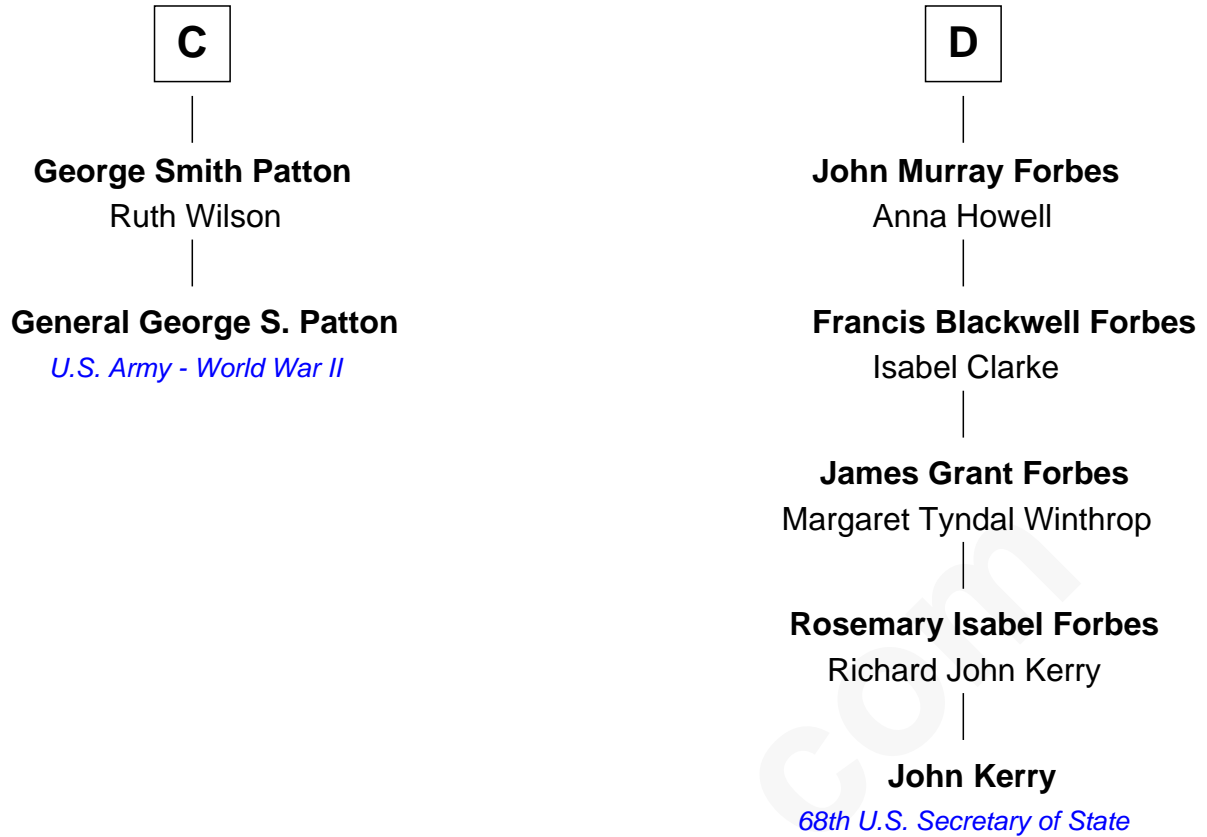 C
George Smith Patton
Ruth Wilson
General George S. Patton
U.S. Army - World War II
D
John Murray Forbes
Anna Howell
Francis Blackwell Forbes
Isabel Clarke
James Grant Forbes
Margaret Tyndal Winthrop
Rosemary Isabel Forbes
Richard John Kerry
John Kerry
68th U.S. Secretary of State
com